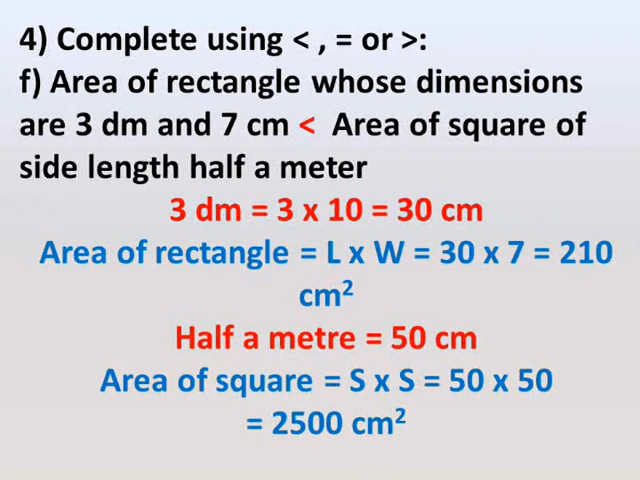 4) Complete using < , = or >:
f) Area of rectangle whose dimensions
are 3 dm and 7 cm < Area of square of
side length half a meter
3 dm = 3 x 10 = 30 cm
Area of rectangle = L x W = 30 x 7 = 210
cm²
Half a metre = 50 cm
Area of square = S x S = 50 x 50
= 2500 cm²